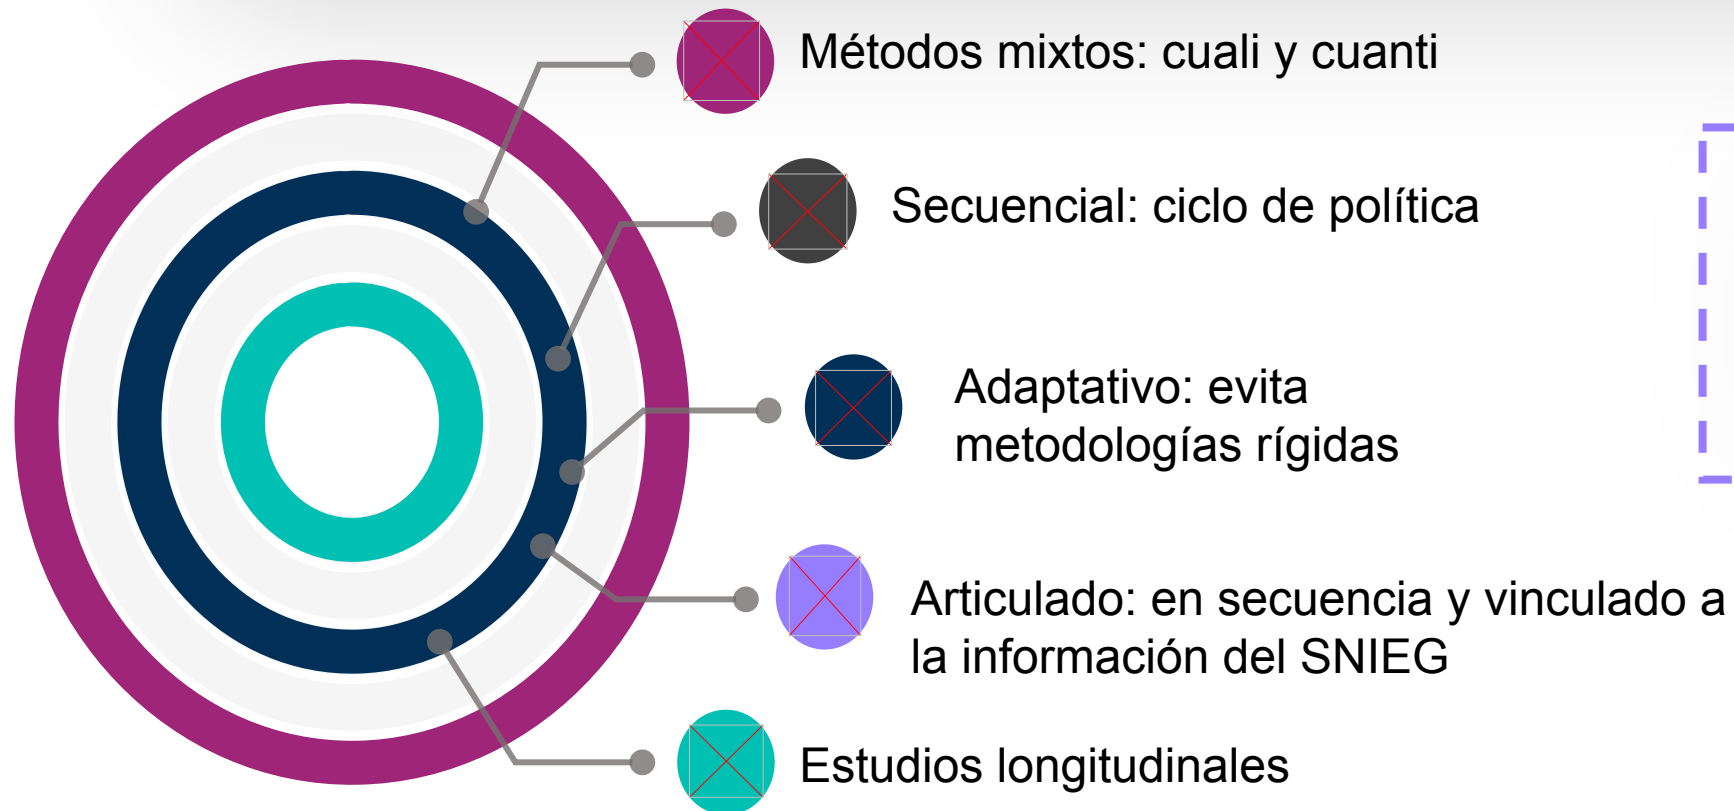 Métodos mixtos: cuali y cuanti
Secuencial: ciclo de política
Adaptativo: evita
metodologías rígidas
Articulado: en secuencia y vinculado a
la información del SNIEG
Estudios longitudinales